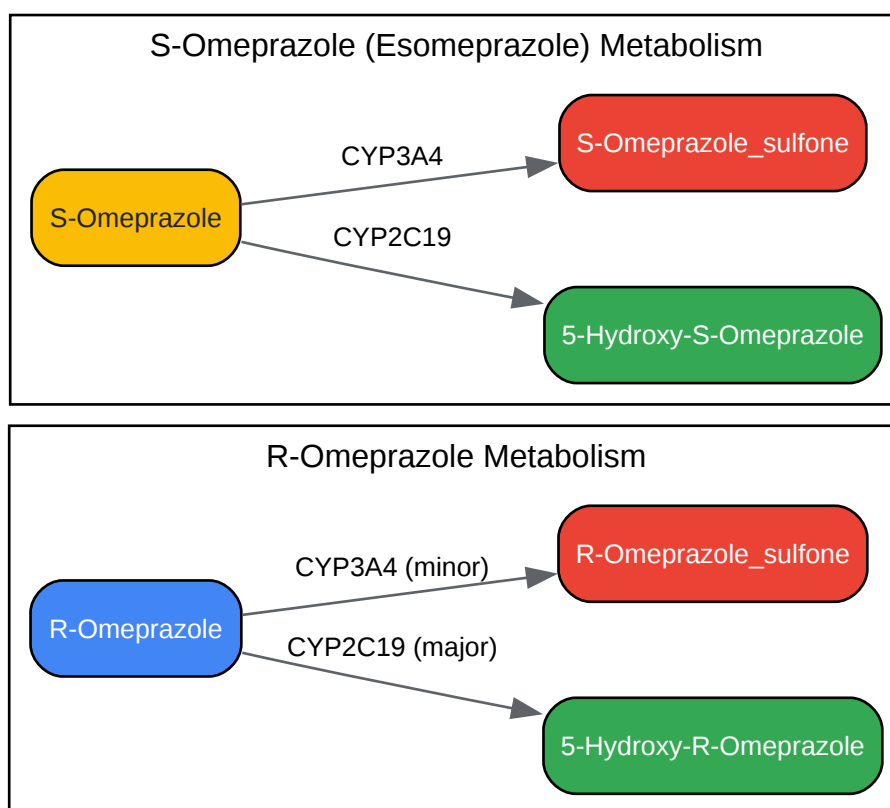 S-Omeprazole (Esomeprazole) Metabolism
S-Omeprazole
CYP3A4
S-Omeprazole_sulfone
CYP2C19
5-Hydroxy-S-Omeprazole
R-Omeprazole Metabolism
R-Omeprazole
CYP3A4 (minor)
R-Omeprazole_sulfone
CYP2C19 (major)
5-Hydroxy-R-Omeprazole